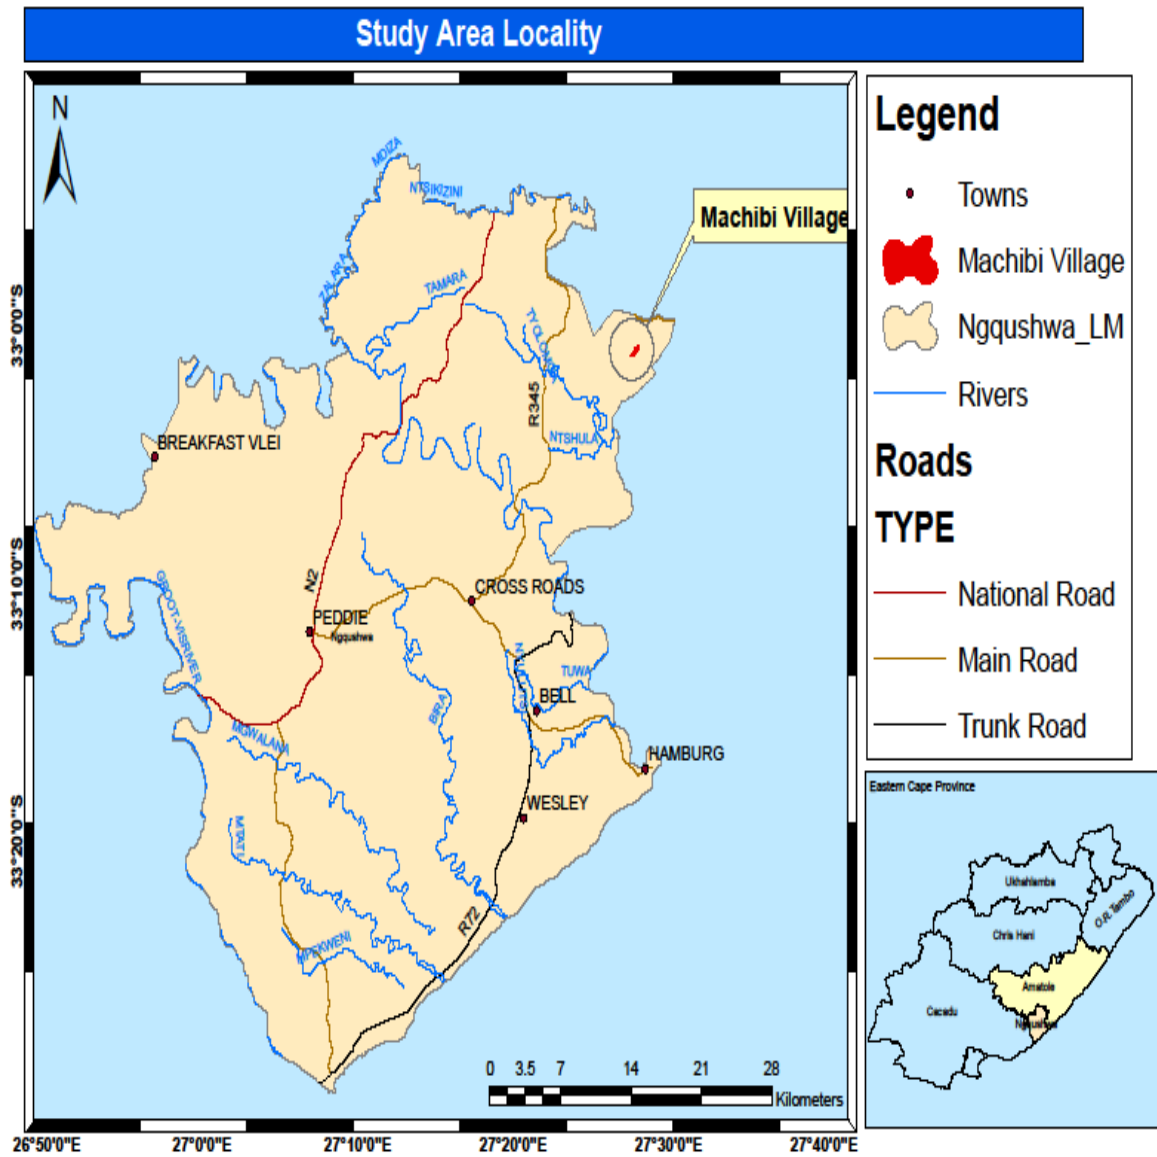 Study Area Locality
N
MDIZA
NTSIKIZINI
Machibi Village
ZALARA
TAMARA
R345
NTSHULA
BREAKFAST VLEI
N2
CROSS ROADS
PEDDIE
Ngqushwa
GROOT-VISRIVER
TUWA
BELL
BIRA
MGWALANA
HAMBURG
WESLEY
MTATI
R72
MPEKWENI
0 3.5 7 14 21 28
Kilometers
33°0'0"S
33°10'0"S
33°20'0"S
26°50'0"E 27°0'0"E 27°10'0"E 27°20'0"E 27°30'0"E 27°40'0"E
Legend
Towns
Machibi Village
Ngqushwa_LM
Rivers
Roads
TYPE
National Road
Main Road
Trunk Road
Eastern Cape Province
Ukhahlamba
O.R. Tambo
Chris Hani
Amatole
Cacadu
Ngqushwa